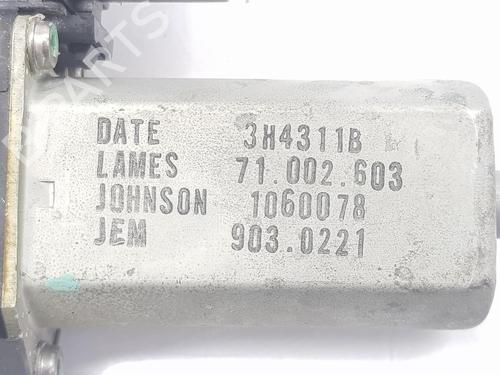 DATE 3H4311B
LAMES 71.002.603
JOHNSON 1060078
JEM 903.0221